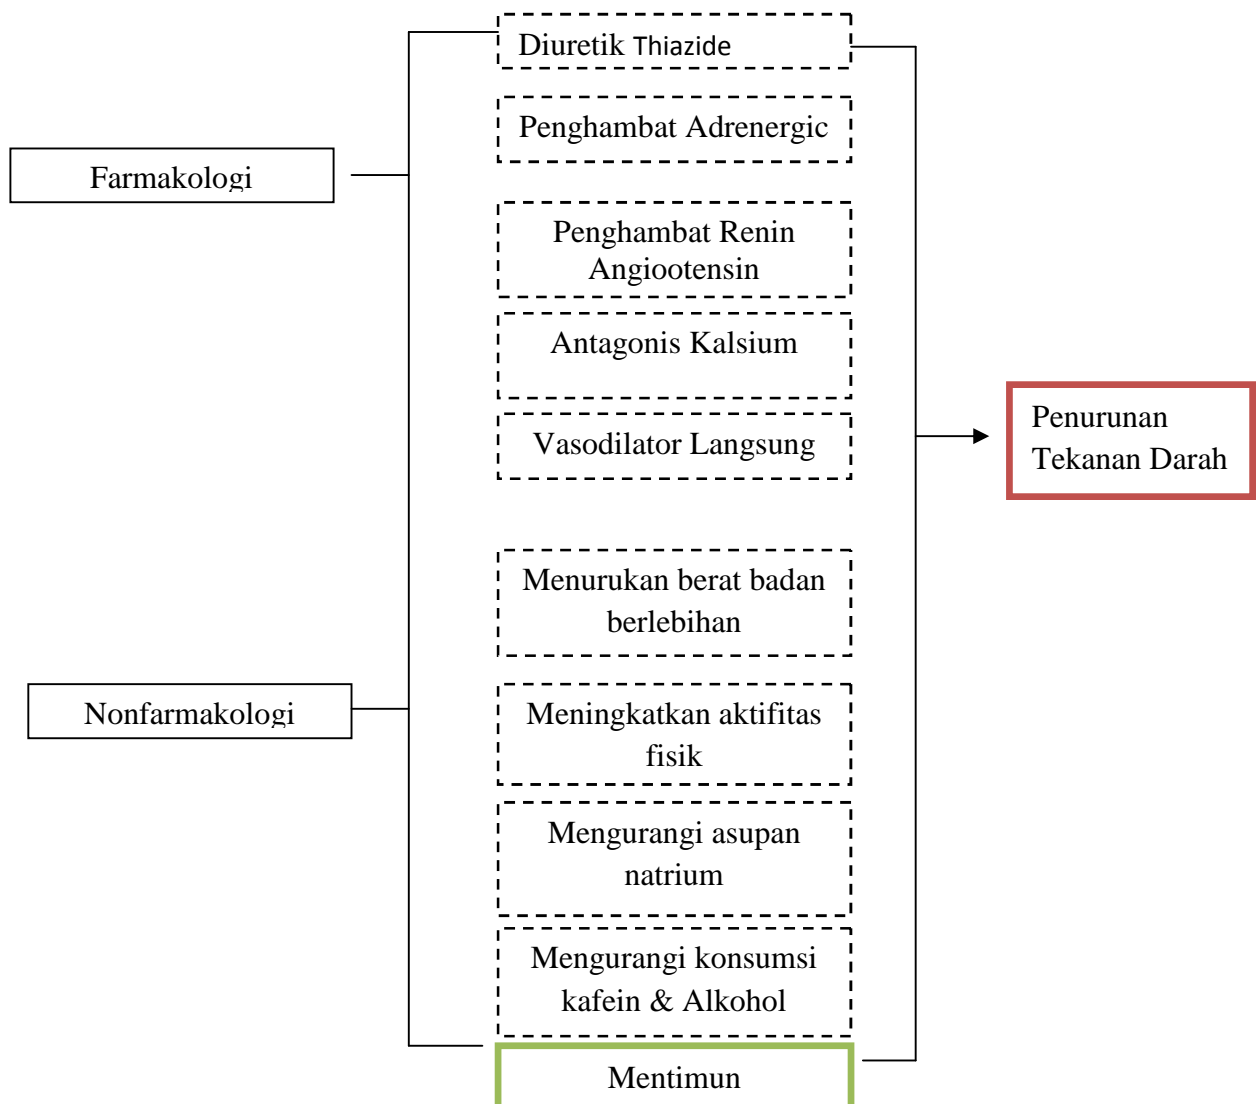 Diuretik Thiazide
Penghambat Adrenergic
Farmakologi
Penghambat Renin
Angiootensin
Antagonis Kalsium
Vasodilator Langsung
Penurunan
Tekanan Darah
Menurukan berat badan
berlebihan
Nonfarmakologi
Meningkatkan aktifitas
fisik
Mengurangi asupan
natrium
Mengurangi konsumsi
kafein & Alkohol
Mentimun